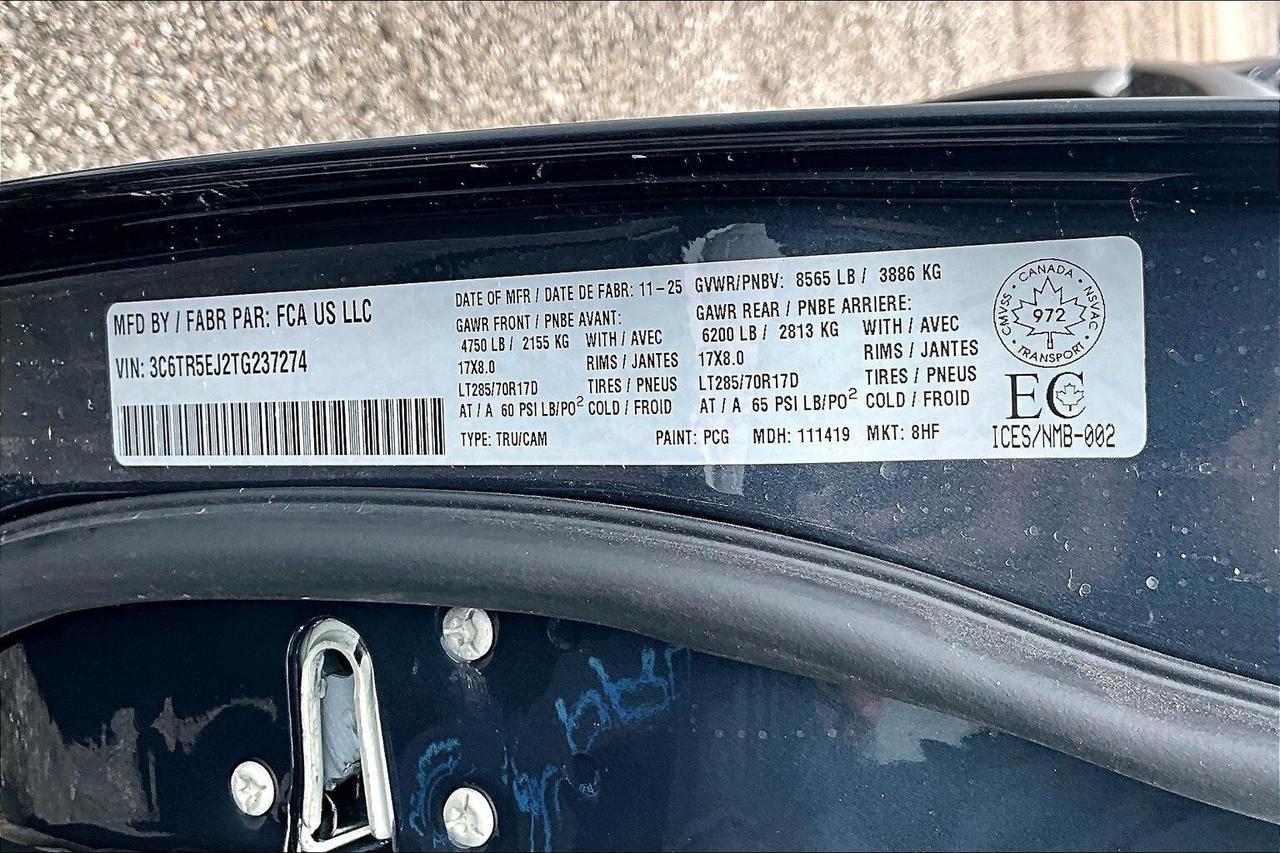 MFD BY / FABR PAR: FCA US LLC
VIN: 3C6TR5EJ2TG237274
DATE OF MFR / DATE DE FABR: 11-25
GAWR FRONT / PNBE AVANT:
4750 LB / 2155 KG WITH / AVEC
17X8.0 RIMS / JANTES
LT285/70R17D TIRES / PNEUS
AT / A 60 PSI LB/PO² COLD / FROID
TYPE: TRU/CAM
GVWR/PNBV: 8565 LB / 3886 KG
GAWR REAR / PNBE ARRIERE:
6200 LB / 2813 KG WITH / AVEC
17X8.0 RIMS / JANTES
LT285/70R17D TIRES / PNEUS
AT / A 65 PSI LB/PO² COLD / FROID
PAINT: PCG MDH: 111419 MKT: 8HF
CANADA
CMVSS · NSVAC
972
TRANSPORT
EC
ICES/NMB-002